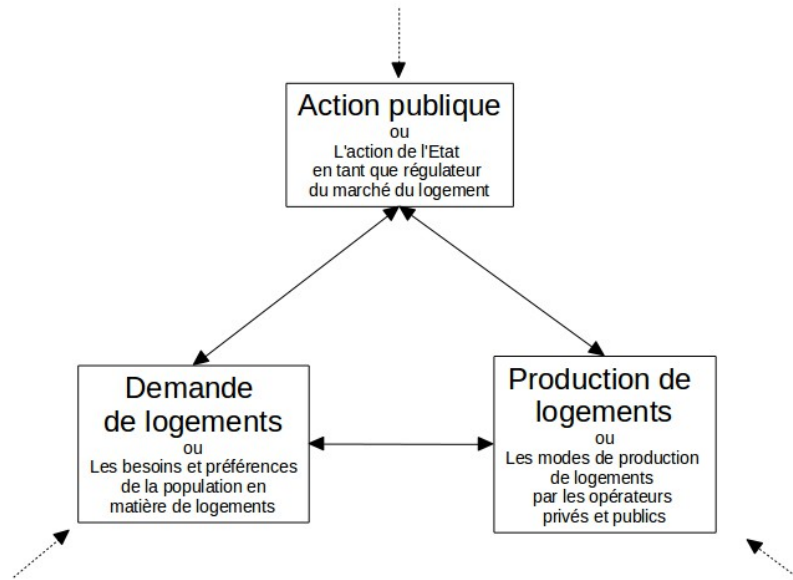 Action publique
ou
L'action de l'Etat
en tant que régulateur
du marché du logement
Demande
de logements
ou
Les besoins et préférences
de la population en
matière de logements
Production de
logements
ou
Les modes de production
de logements
par les opérateurs
privés et publics